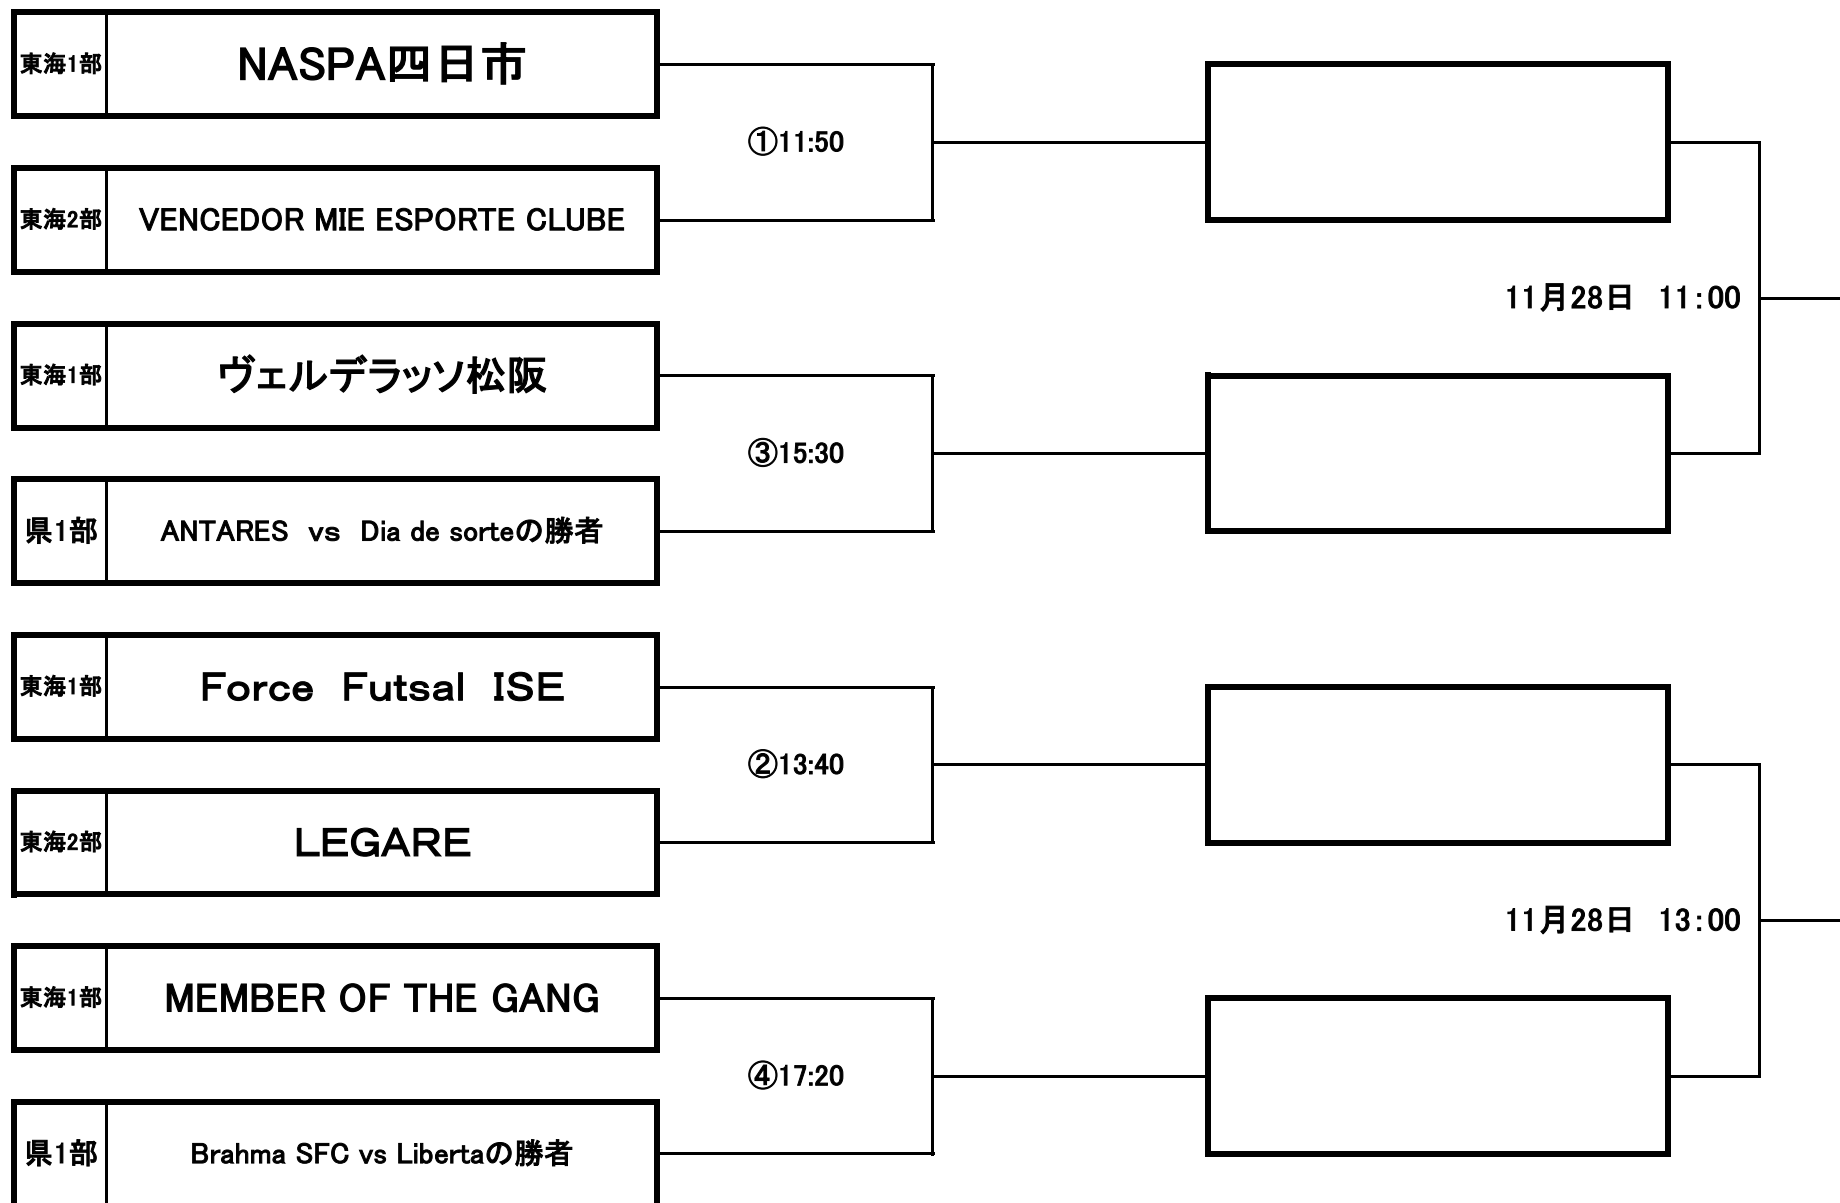 東海1部 NASPA四日市
①11:50
東海2部 VENCEDOR MIE ESPORTE CLUBE
11月28日　11：00
東海1部 ヴェルデラッソ松阪
③15:30
県1部 ANTARES　vs　Dia de sorteの勝者
東海1部 Force　Futsal　ISE
②13:40
東海2部 LEGARE
11月28日　13：00
東海1部 MEMBER OF THE GANG
④17:20
県1部 Brahma SFC vs Libertaの勝者